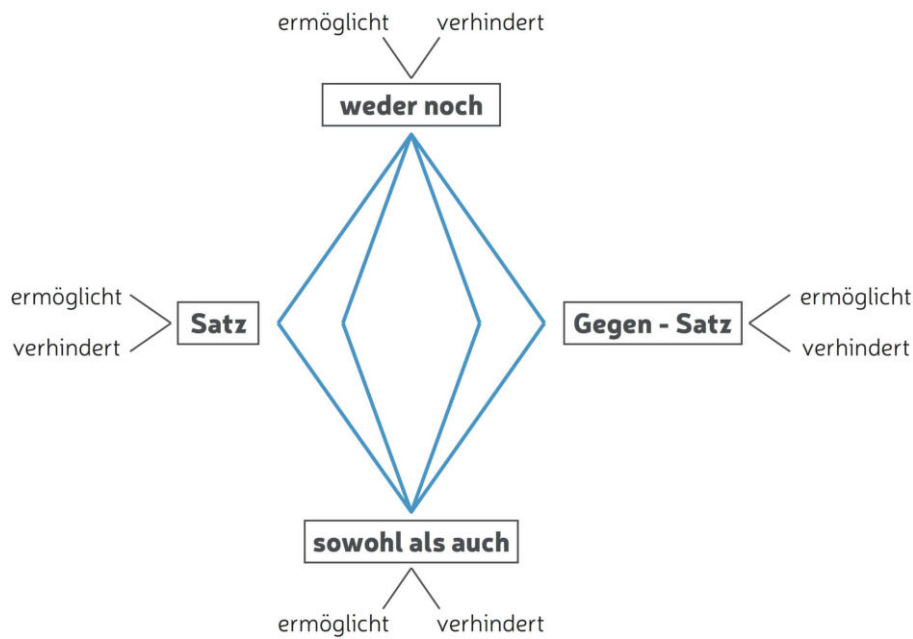 ermöglicht verhindert
weder noch
ermöglicht
verhindert
Satz
Gegen - Satz
ermöglicht
verhindert
sowohl als auch
ermöglicht verhindert